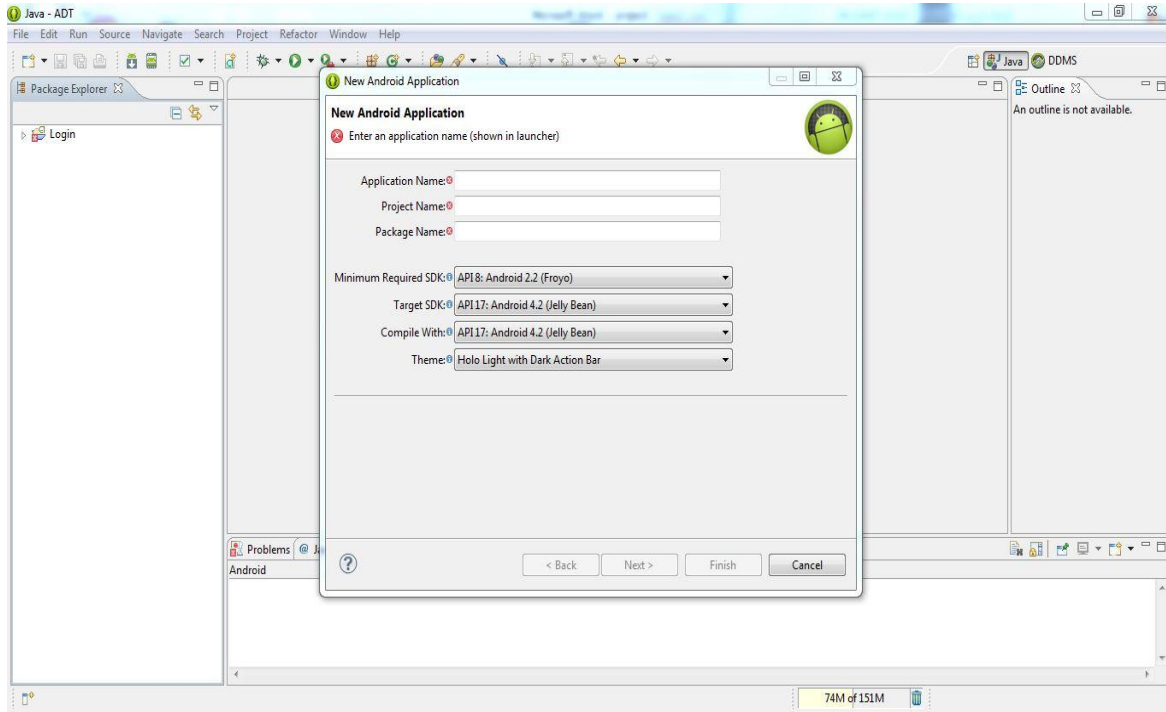 Java - ADT
File Edit Run Source Navigate Search Project Refactor Window Help
Java DDMS
Package Explorer
Login
New Android Application
New Android Application
Enter an application name (shown in launcher)
Application Name:
Project Name:
Package Name:
Minimum Required SDK: API 8: Android 2.2 (Froyo)
Target SDK: API 17: Android 4.2 (Jelly Bean)
Compile With: API 17: Android 4.2 (Jelly Bean)
Theme: Holo Light with Dark Action Bar
< Back Next > Finish Cancel
Outline
An outline is not available.
Problems @
Android
74M of 151M